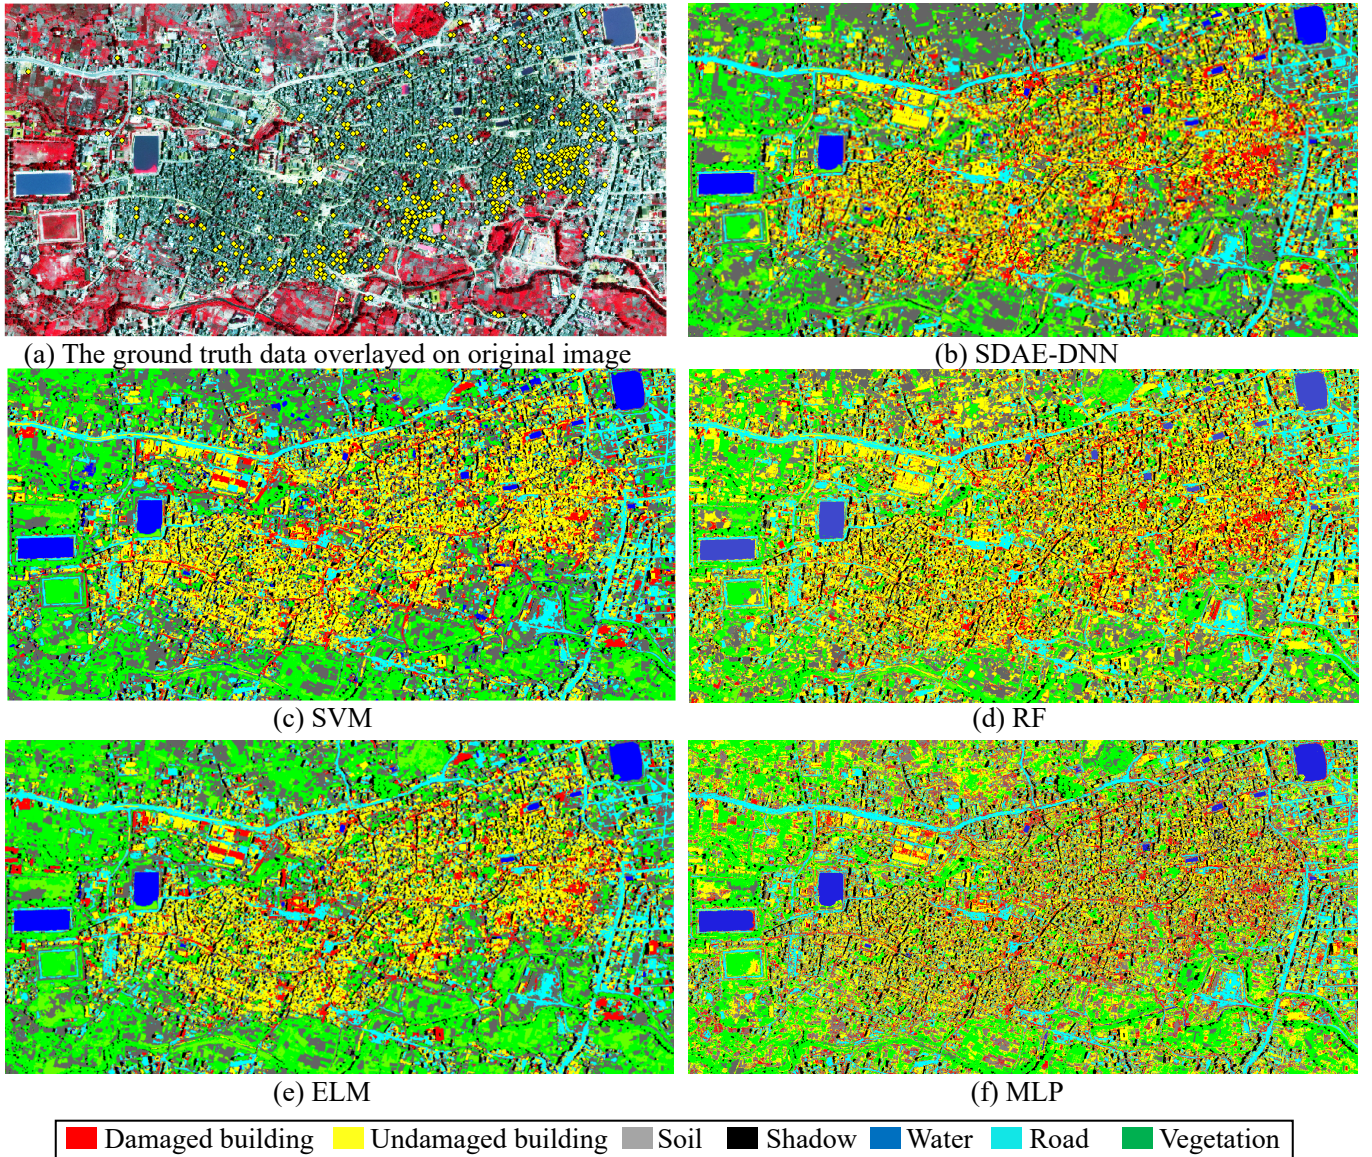 (a) The ground truth data overlayed on original image
(b) SDAE-DNN
(c) SVM
(d) RF
(e) ELM
(f) MLP
Damaged building Undamaged building Soil Shadow Water Road Vegetation